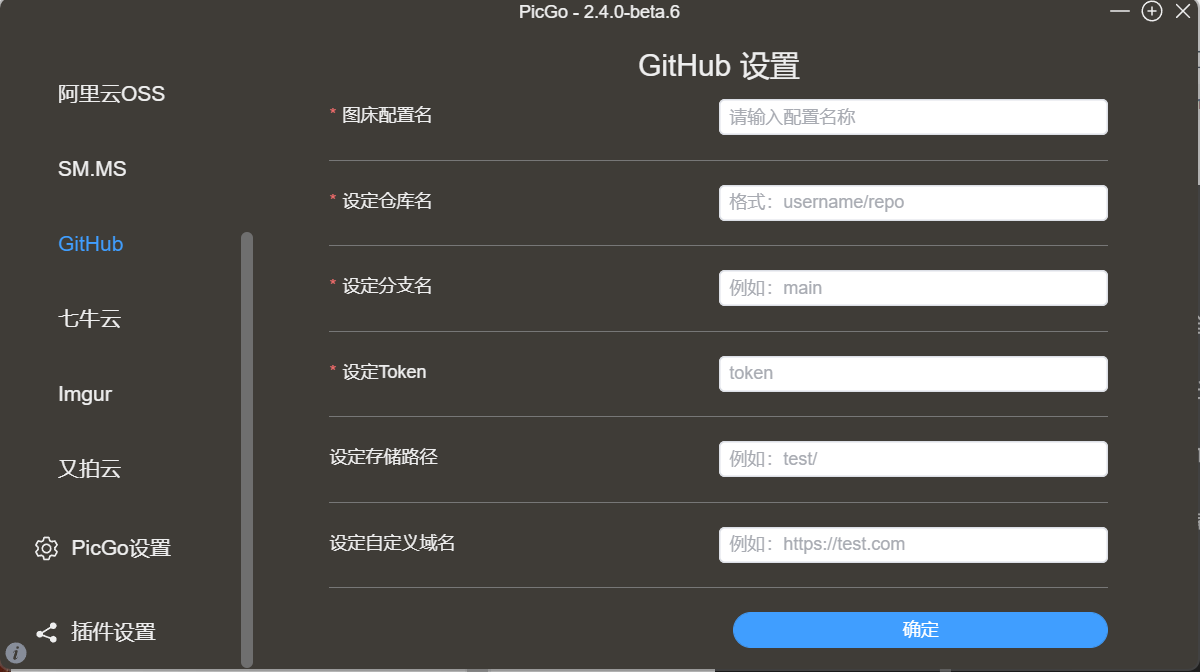 PicGo - 2.4.0-beta.6
阿里云OSS
SM.MS
GitHub
七牛云
Imgur
又拍云
PicGo设置
插件设置
GitHub 设置
* 图床配置名
请输入配置名称
* 设定仓库名
格式：username/repo
* 设定分支名
例如：main
* 设定Token
token
设定存储路径
例如：test/
设定自定义域名
例如：https://test.com
确定